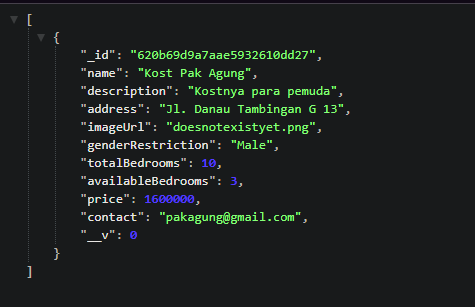 [
{
"_id": "620b69d9a7aae5932610dd27",
"name": "Kost Pak Agung",
"description": "Kostnya para pemuda",
"address": "Jl. Danau Tambingan G 13",
"imageUrl": "doesnotexistyet.png",
"genderRestriction": "Male",
"totalBedrooms": 10,
"availableBedrooms": 3,
"price": 1600000,
"contact": "pakagung@gmail.com",
"__v": 0
}
]